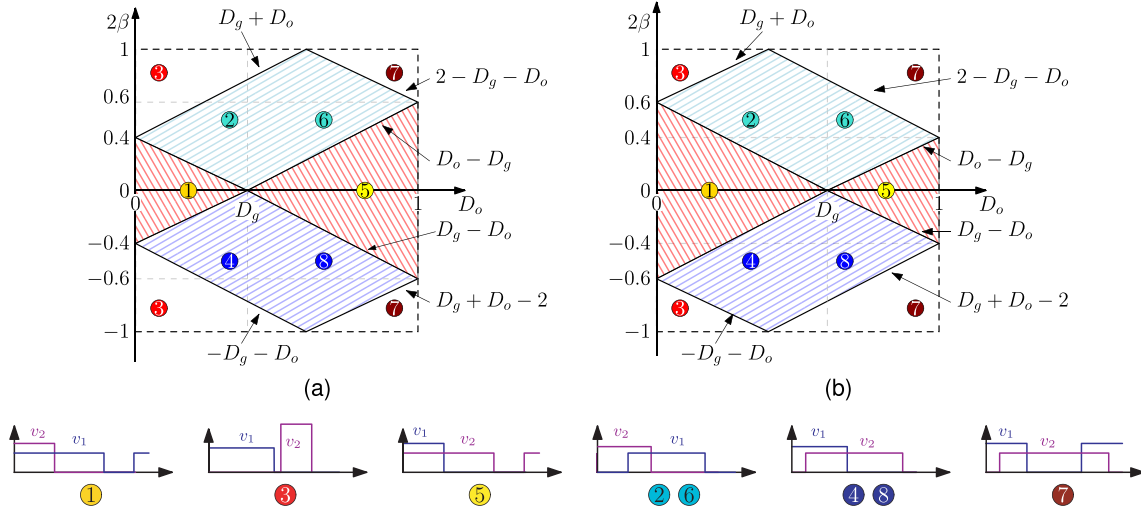 2β
D_g + D_o
1
3
7
2 − D_g − D_o
0.6
2
6
0.4
D_o − D_g
0
1
5
0
D_g
1
D_o
D_g − D_o
−0.4
4
8
−0.6
3
7
D_g + D_o − 2
−1
−D_g − D_o
(a)
2β
D_g + D_o
1
3
7
2 − D_g − D_o
0.6
2
6
0.4
D_o − D_g
0
1
5
0
D_g
1
D_o
D_g − D_o
−0.4
4
8
−0.6
3
7
D_g + D_o − 2
−1
−D_g − D_o
(b)
v_2 v_1
1
v_1 v_2
3
v_1 v_2
5
v_2 v_1
2 6
v_1 v_2
4 8
v_1 v_2
7